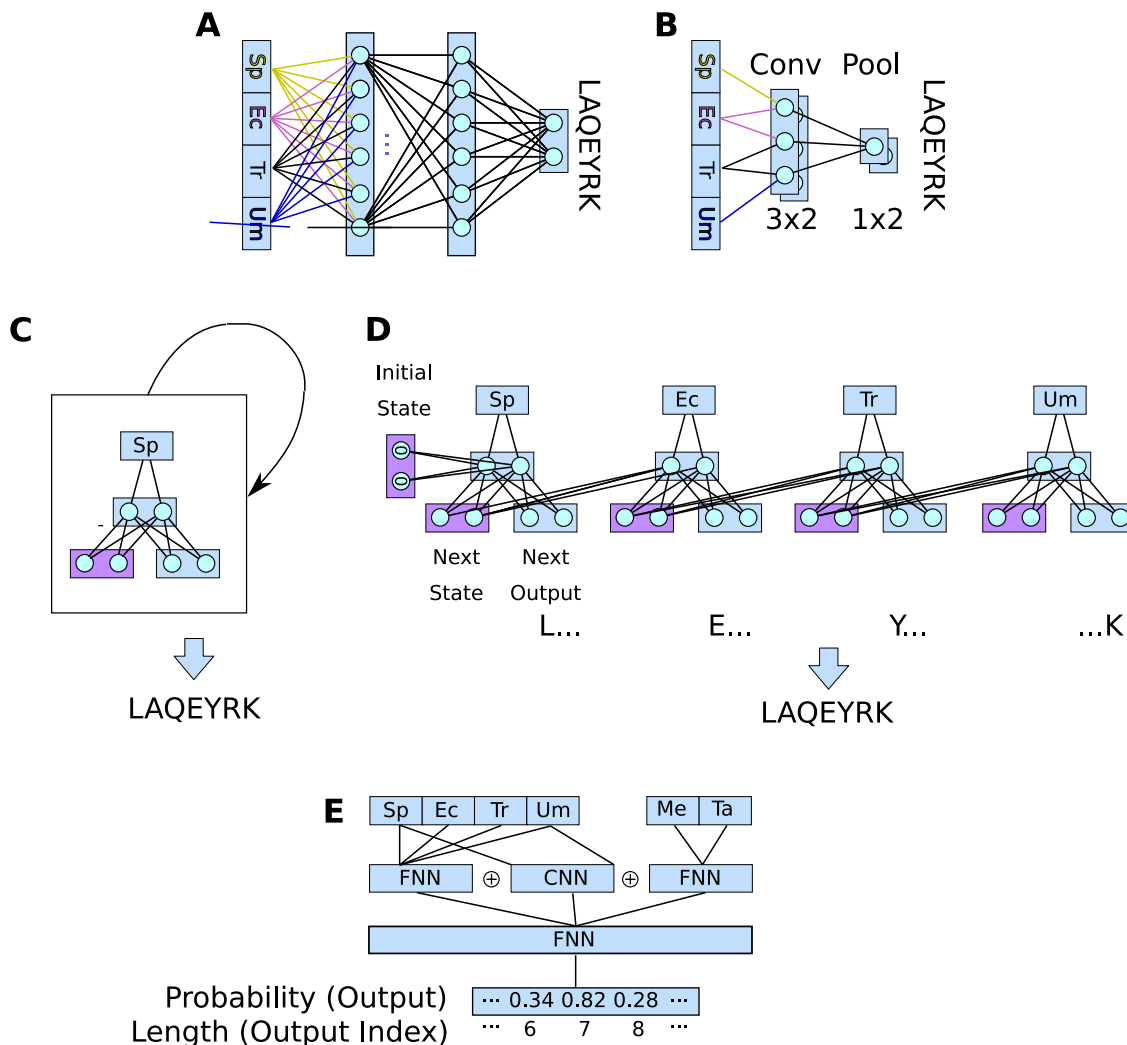 A
Sp
Ec
Tr
Um
...
LAQEYRK
B
Sp
Ec
Tr
Um
Conv Pool
3x2 1x2
LAQEYRK
C
Sp
-
LAQEYRK
D
Initial
State
0
0
Sp Ec Tr Um
Next Next
State Output
L... E... Y... ...K
LAQEYRK
E
Sp Ec Tr Um Me Ta
FNN ⊕ CNN ⊕ FNN
FNN
Probability (Output) ... 0.34 0.82 0.28 ...
Length (Output Index) ... 6 7 8 ...